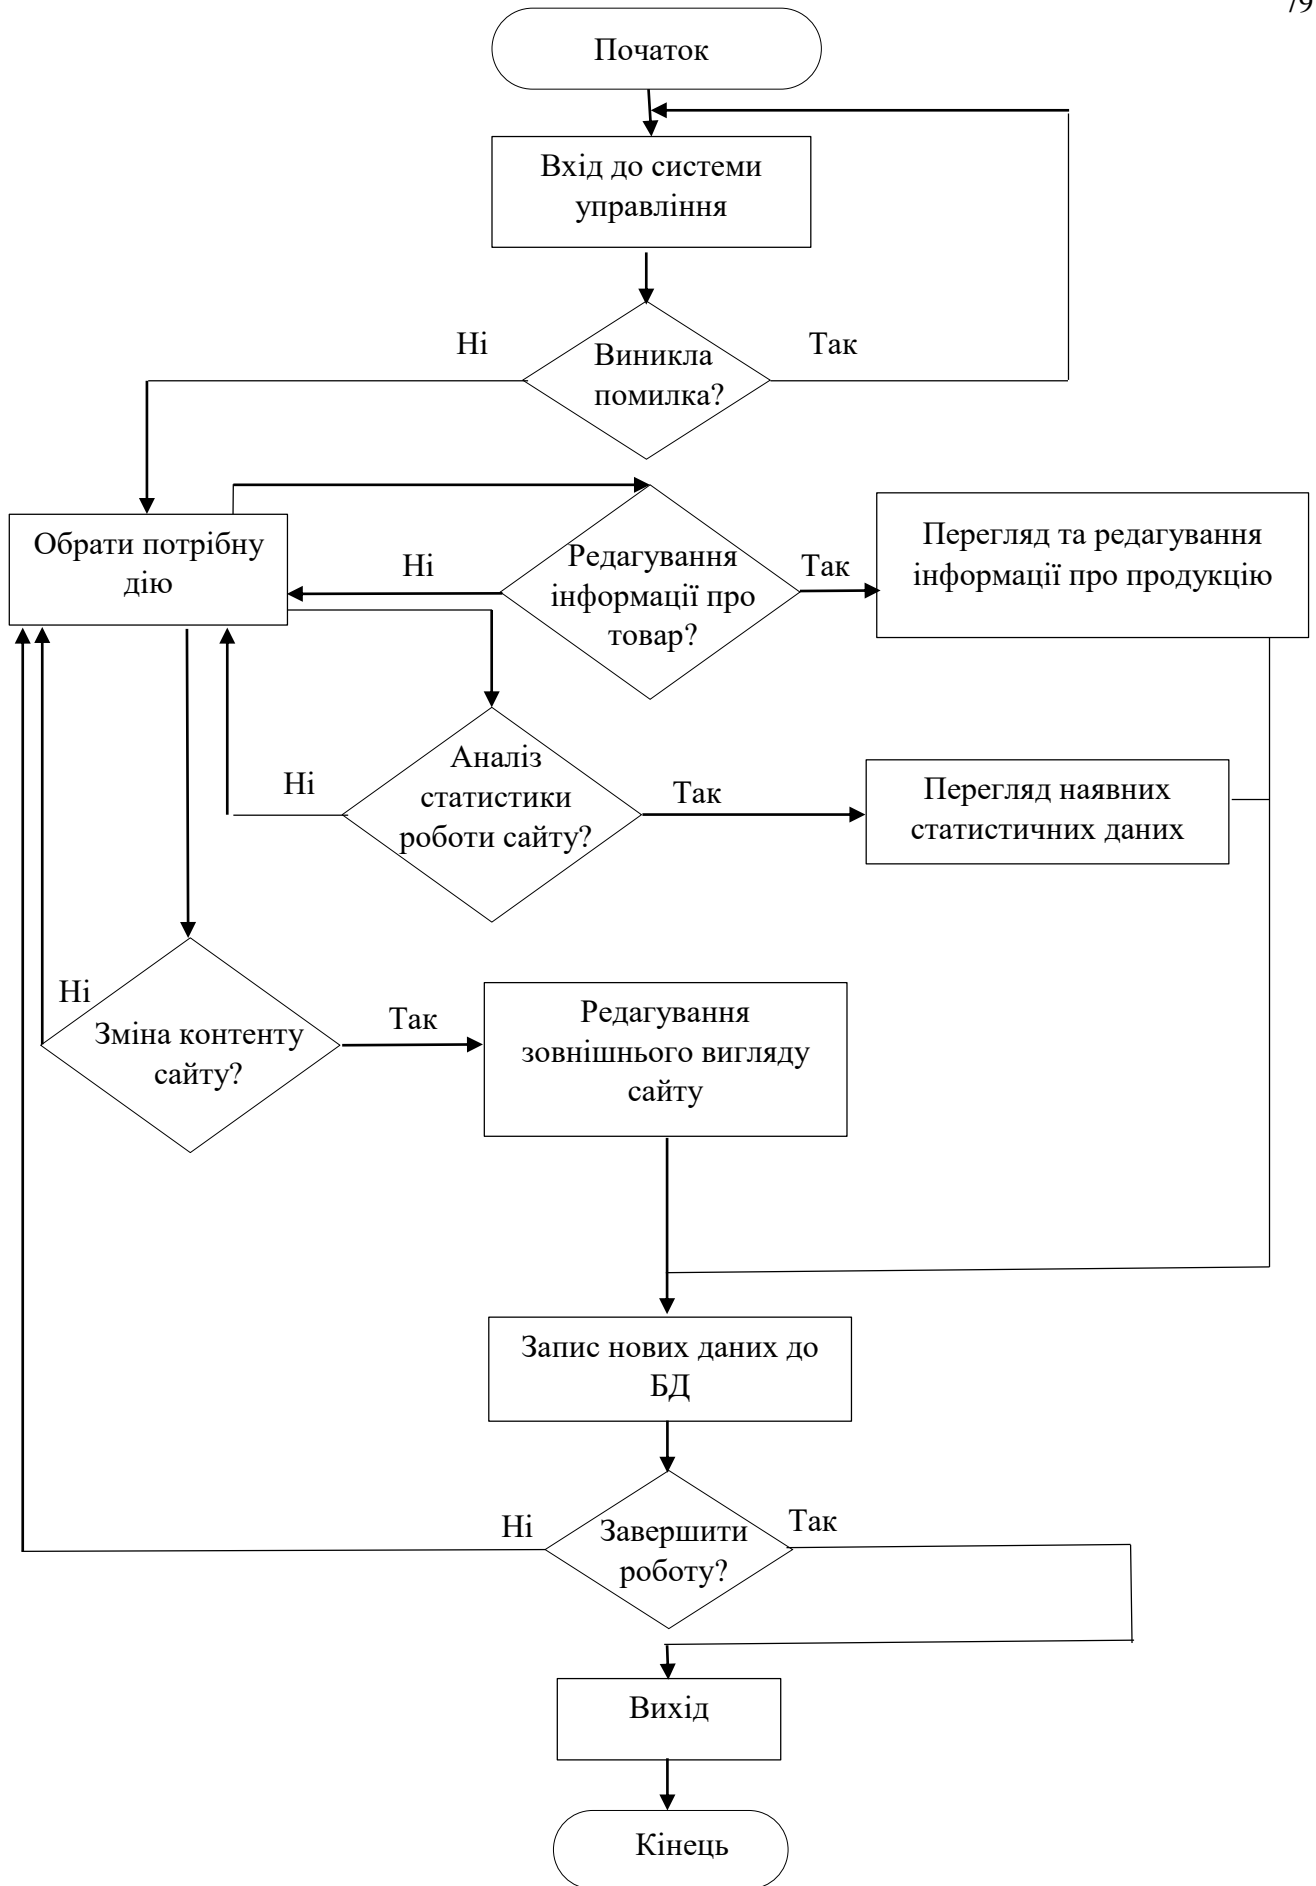 79
Початок
Вхід до системи
управління
Ні
Так
Виникла
помилка?
Обрати потрібну
дію
Ні
Редагування
інформації про
товар?
Так
Перегляд та редагування
інформації про продукцію
Ні
Аналіз
статистики
роботи сайту?
Так
Перегляд наявних
статистичних даних
Ні
Зміна контенту
сайту?
Так
Редагування
зовнішнього вигляду
сайту
Запис нових даних до
БД
Ні
Завершити
роботу?
Так
Вихід
Кінець